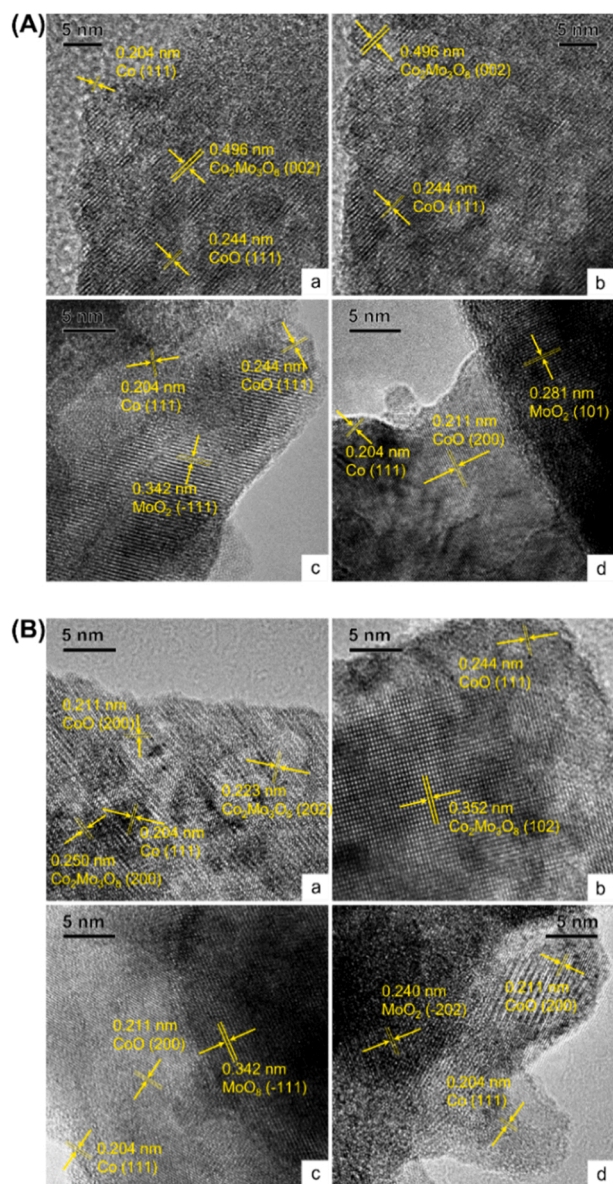 (A)
5 nm
0.204 nm
Co (111)
0.496 nm
Co₂Mo₃O₈ (002)
0.244 nm
CoO (111)
a
5 nm
0.496 nm
Co₂Mo₃O₈ (002)
0.244 nm
CoO (111)
b
5 nm
0.204 nm
Co (111)
0.244 nm
CoO (111)
0.342 nm
MoO₂ (-111)
c
5 nm
0.281 nm
MoO₂ (101)
0.211 nm
CoO (200)
0.204 nm
Co (111)
d
(B)
5 nm
0.211 nm
CoO (200)
0.223 nm
Co₂Mo₃O₈ (202)
0.204 nm
Co (111)
0.250 nm
Co₂Mo₃O₈ (200)
a
5 nm
0.244 nm
CoO (111)
0.352 nm
Co₂Mo₃O₈ (102)
b
5 nm
0.211 nm
CoO (200)
0.342 nm
(-111)
0.204 nm
Co (111)
c
5 nm
0.240 nm
MoO₂ (-202)
0.211 nm
CoO (200)
0.204 nm
Co (111)
d